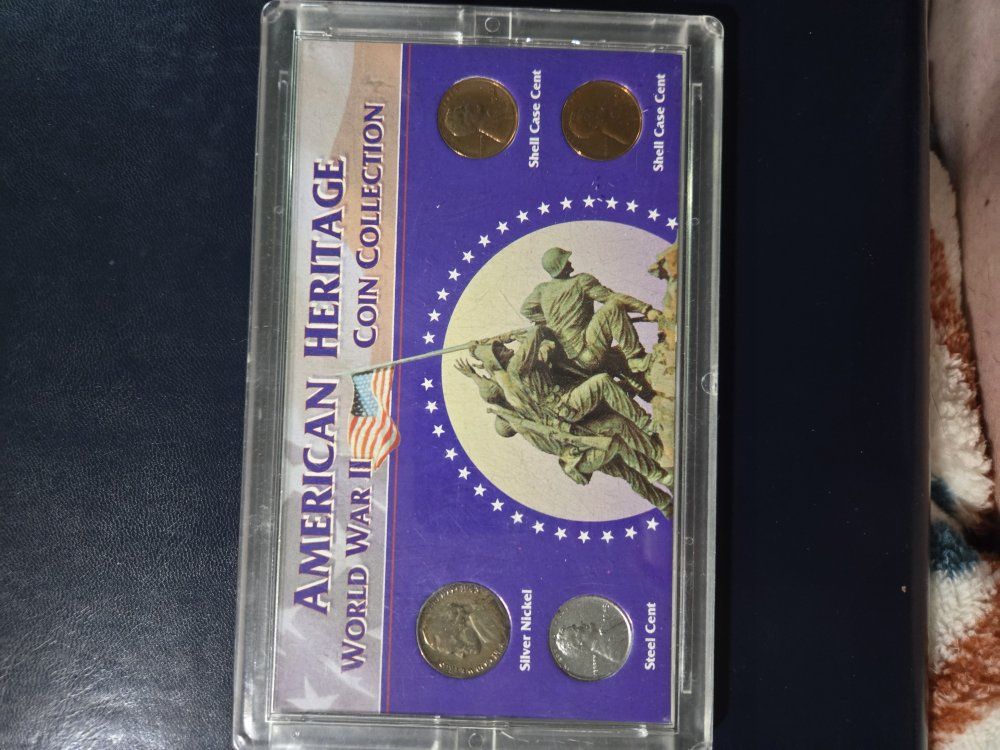 AMERICAN HERITAGE
WORLD WAR II COIN COLLECTION
Silver Nickel
Shell Case Cent
Steel Cent
Shell Case Cent